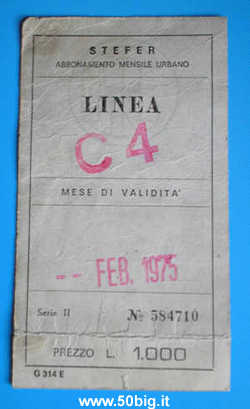 STEFER
ABBONAMENTO MENSILE URBANO
LINEA
C4
MESE DI VALIDITA'
-- FEB. 1975
Serie II No 584710
PREZZO L. 1.000
G 314 E
www.50big.it